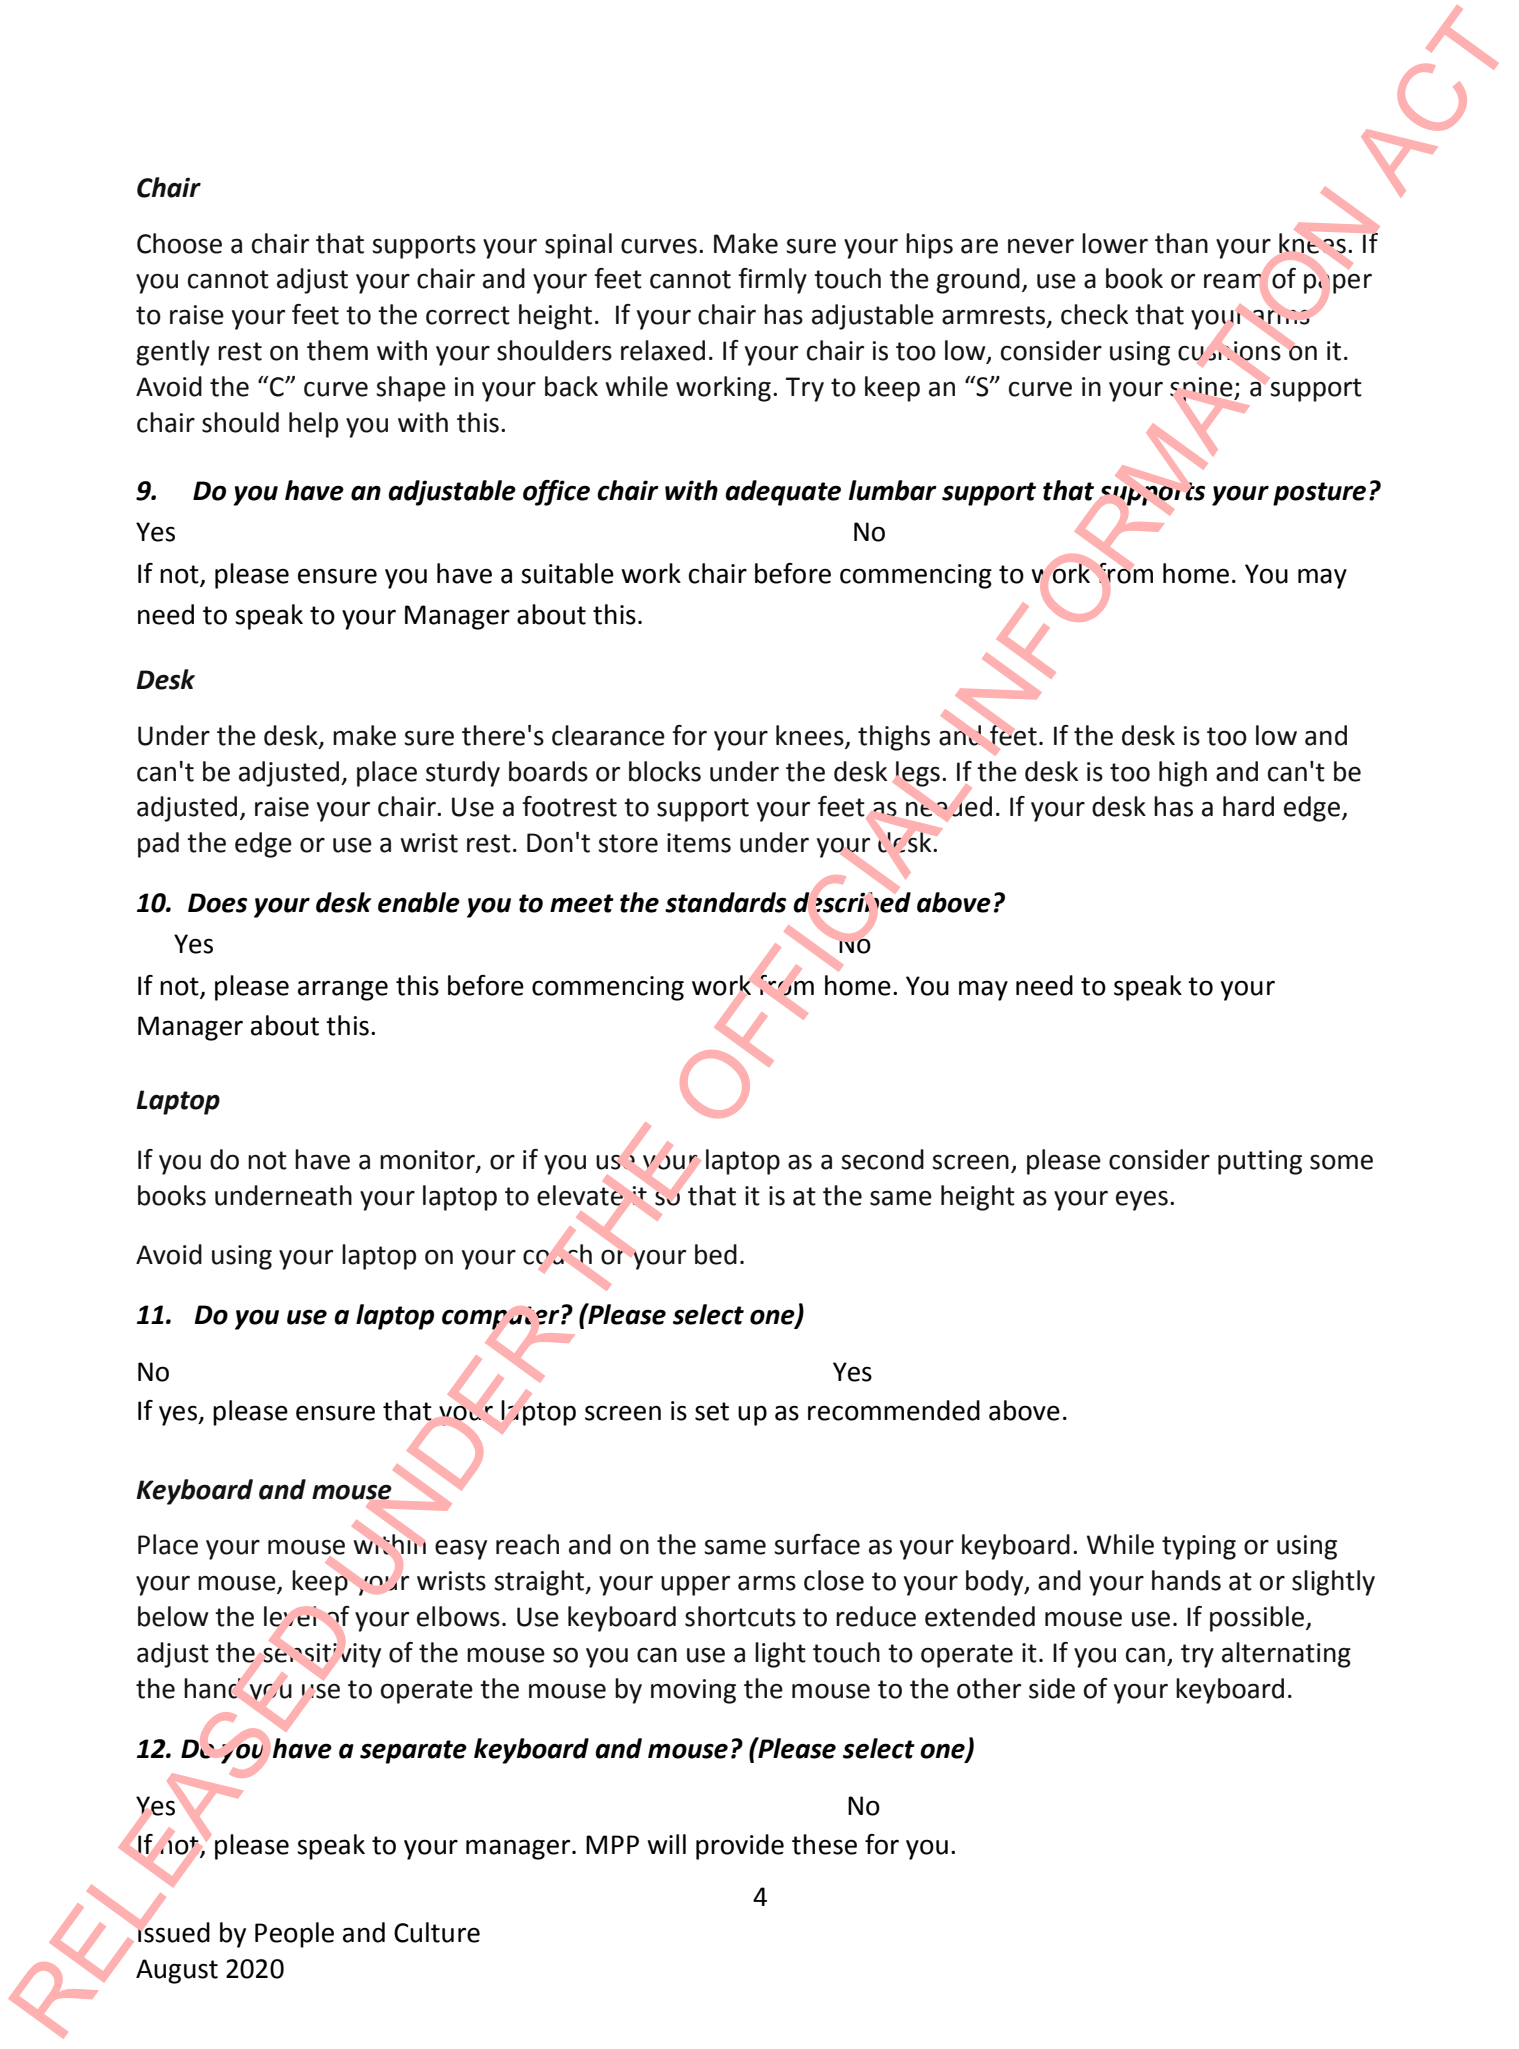 Chair
Choose a chair that supports your spinal curves. Make sure your hips are never lower than your knees. If
you cannot adjust your chair and your feet cannot firmly touch the ground, use a book or ream of paper
to raise your feet to the correct height.  If your chair has adjustable armrests, check that your arms
gently rest on them with your shoulders relaxed. If your chair is too low, consider using cushions on it.
Avoid the “C” curve shape in your back while working. Try to keep an “S” curve in your spine; a support
chair should help you with this.
9. Do you have an adjustable office chair with adequate lumbar support that supports your posture?
Yes No
If not, please ensure you have a suitable work chair before commencing to work from home. You may
need to speak to your Manager about this.
Desk
Under the desk, make sure there's clearance for your knees, thighs and feet. If the desk is too low and
can't be adjusted, place sturdy boards or blocks under the desk legs. If the desk is too high and can't be
adjusted, raise your chair. Use a footrest to support your feet as needed. If your desk has a hard edge,
pad the edge or use a wrist rest. Don't store items under your desk.
10. Does your desk enable you to meet the standards described above?
Yes No
If not, please arrange this before commencing work from home. You may need to speak to your
Manager about this.
Laptop
If you do not have a monitor, or if you use your laptop as a second screen, please consider putting some
books underneath your laptop to elevate it so that it is at the same height as your eyes.
Avoid using your laptop on your couch or your bed.
11. Do you use a laptop computer? (Please select one)
No Yes
If yes, please ensure that your laptop screen is set up as recommended above.
Keyboard and mouse
Place your mouse within easy reach and on the same surface as your keyboard. While typing or using
your mouse, keep your wrists straight, your upper arms close to your body, and your hands at or slightly
below the level of your elbows. Use keyboard shortcuts to reduce extended mouse use. If possible,
adjust the sensitivity of the mouse so you can use a light touch to operate it. If you can, try alternating
the hand you use to operate the mouse by moving the mouse to the other side of your keyboard.
12. Do you have a separate keyboard and mouse? (Please select one)
Yes No
If not, please speak to your manager. MPP will provide these for you.
4
Issued by People and Culture
August 2020
RELEASED UNDER THE OFFICIAL INFORMATION ACT